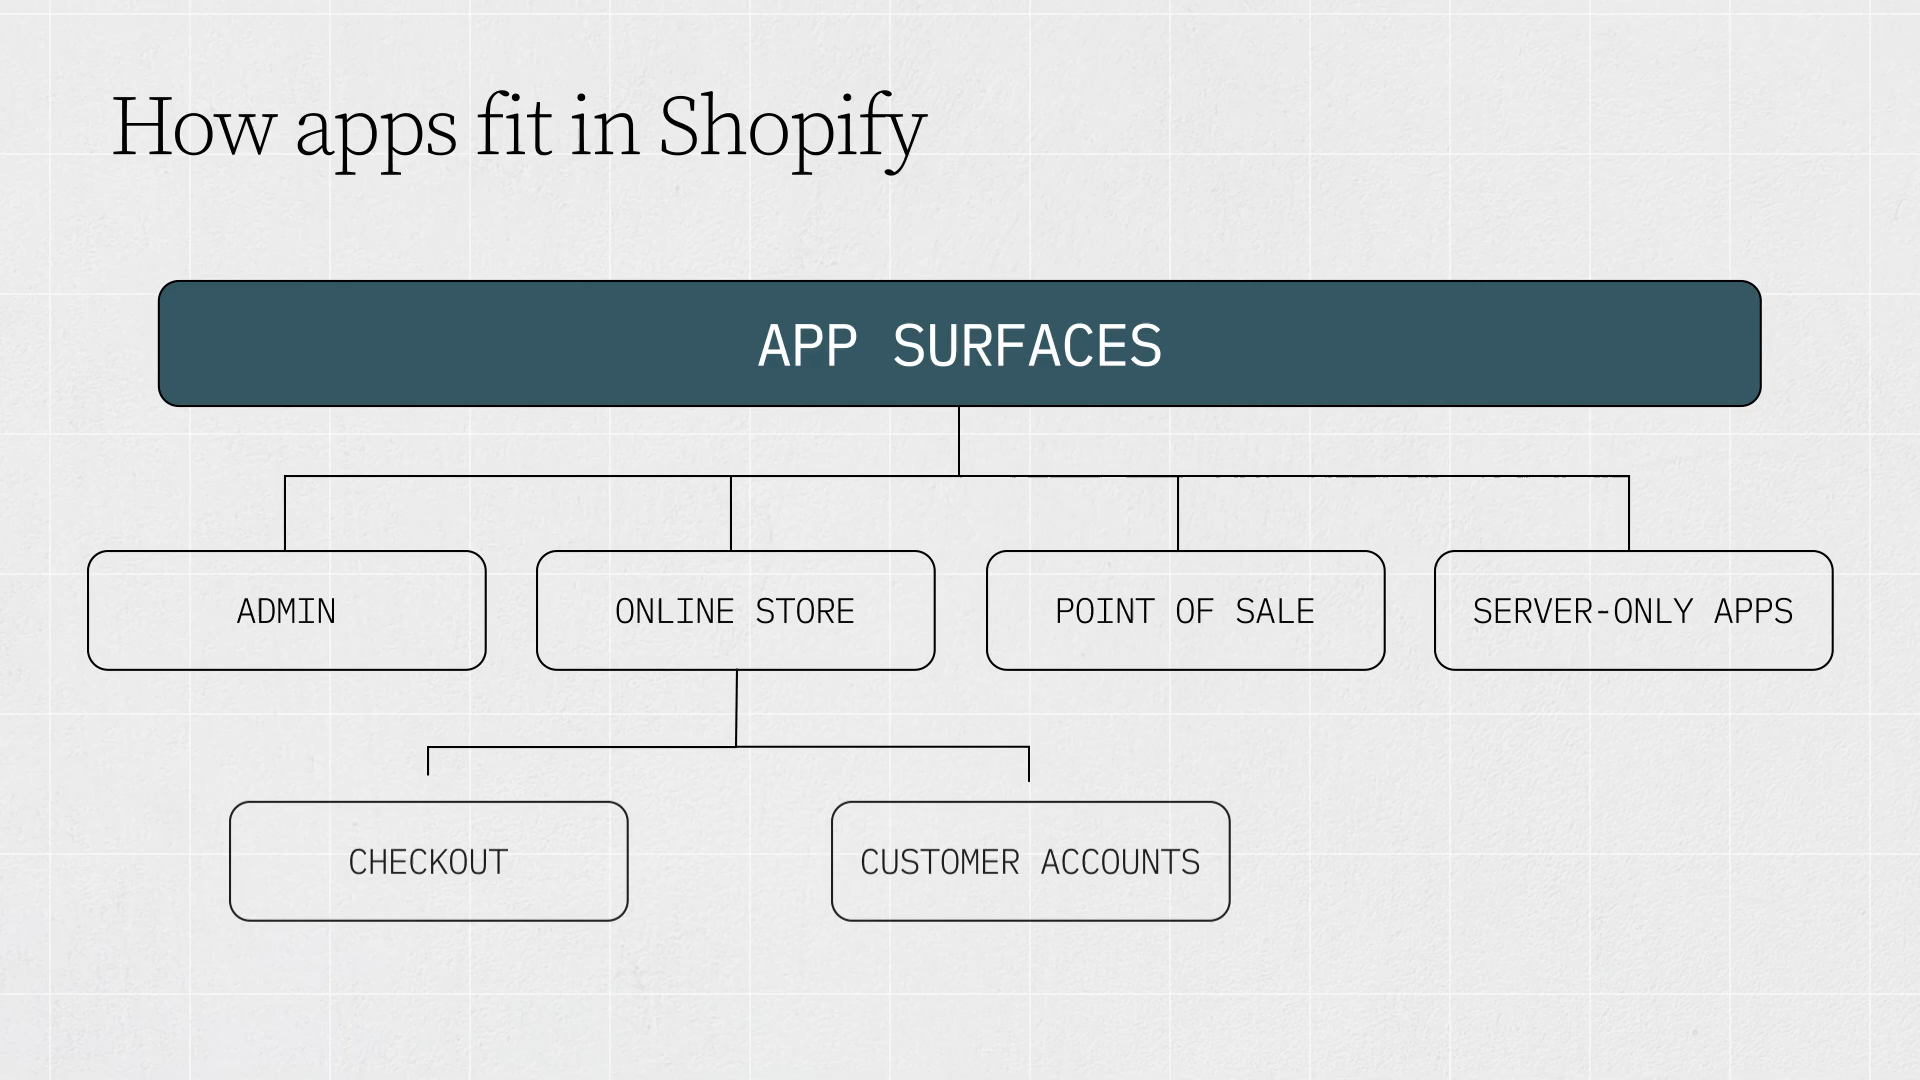 How apps fit in Shopify
APP SURFACES
ADMIN
ONLINE STORE
POINT OF SALE
SERVER-ONLY APPS
CHECKOUT
CUSTOMER ACCOUNTS